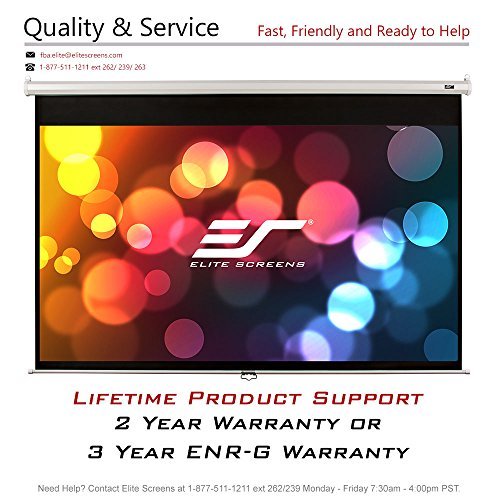 Quality & Service
Fast, Friendly and Ready to Help
fba.elite@elitescreens.com
1-877-511-1211 ext 262/ 239/ 263
ES
ES®
ELITE SCREENS
LIFETIME PRODUCT SUPPORT
2 YEAR WARRANTY OR
3 YEAR ENR-G WARRANTY
Need Help? Contact Elite Screens at 1-877-511-1211 ext 262/239 Monday - Friday 7:30am - 4:00pm PST.